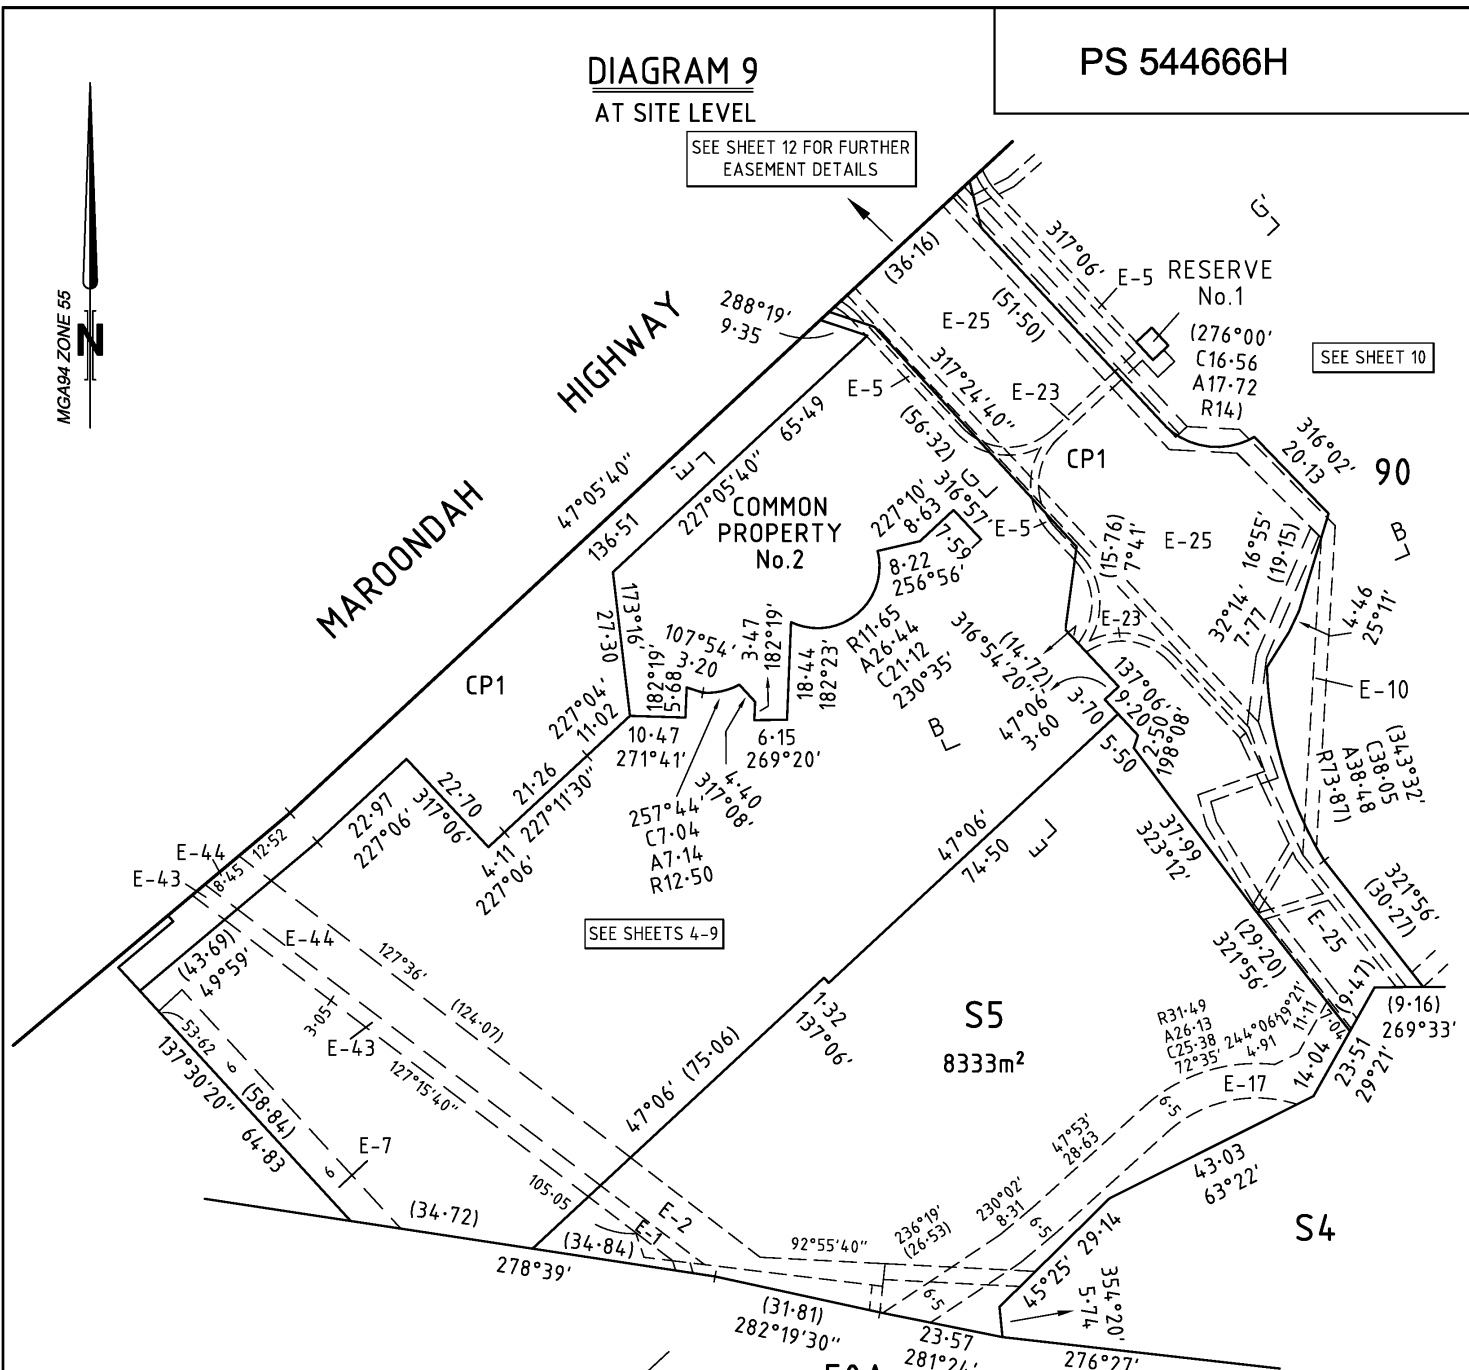 PS 544666H
DIAGRAM 9
AT SITE LEVEL
SEE SHEET 12 FOR FURTHER
EASEMENT DETAILS
MGA94 ZONE 55
N
MAROONDAH
HIGHWAY
(36·16)
288°19'
9·35
E-25
(51·50)
317°06'
E-5
RESERVE
No.1
G'
(276°00'
C16·56
A17·72
R14)
SEE SHEET 10
316°02'
20·13
90
E-5
317°24'40"
E-23
(56·32)
CP1
65·49
227°05'40"
E'
47°05'40"
136·51
COMMON
PROPERTY
No.2
227°10'
8·63
G
316°57'
7·59
E-5
8·22
256°56'
(15·76)
7°41'
E-25
16°55'
(19·15)
32°14'
7·77
B'
4·46
25°11'
E-10
E-23
173°16'
27·30
182°19'
5·68
107°54'
3·20
3·47
182°19'
18·44
182°23'
R11·65
A26·44
C21·12
230°35'
(14·72)
316°54'20"
137°06'
9·20
3·70
47°06'
3·60
5·50
2·50
198°08'
B
CP1
227°04'
11·02
10·47
271°41'
6·15
269°20'
4·40
317°08'
257°44'
C7·04
A7·14
R12·50
21·26
227°11'30"
22·70
317°06'
4·11
227°06'
22·97
227°06'
12·52
8·45
E-44
E-43
(343°32'
C38·05
A38·48
R73·87)
37·99
323°12'
47°06'
74·50
E
SEE SHEETS 4-9
321°56'
(30·27)
E-25
(29·20)
321°56'
(43·69)
49°59'
E-44
127°36'
(124·07)
3·05
E-43
127°15'40"
53·62
137°30'20"
6
(58·84)
64·83
6
E-7
1·32
137°06'
47°06' (75·06)
S5
8333m²
R31·49
A26·13
C25·38
72°35'
244°06'
4·91
29°21'
11·11
7·04
(9·47)
(9·16)
269°33'
14·04
23·51
29°21'
E-17
6·5
47°53'
28·63
43·03
63°22'
S4
105·05
E-2
E-1
(34·72)
(34·84)
278°39'
92°55'40"
236°19'
(26·53)
230°02'
8·31
6·5
6·5
29·14
45°25'
354°20'
5·74
(31·81)
282°19'30"
23·57
281°24'
276°27'